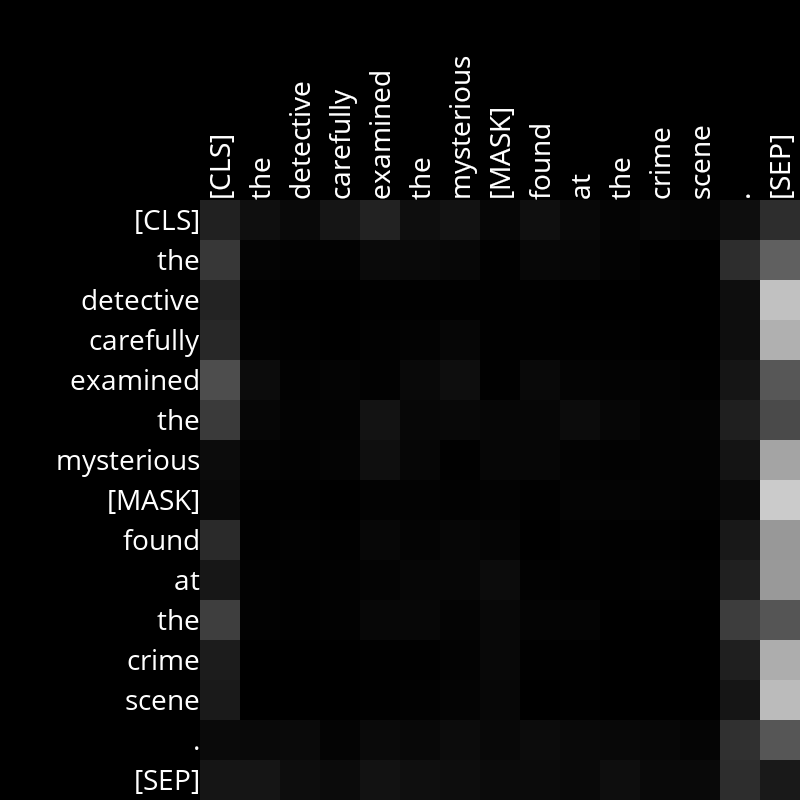 [CLS] the detective carefully examined the mysterious [MASK] found at the crime scene . [SEP]
[CLS]
the
detective
carefully
examined
the
mysterious
[MASK]
found
at
the
crime
scene
.
[SEP]